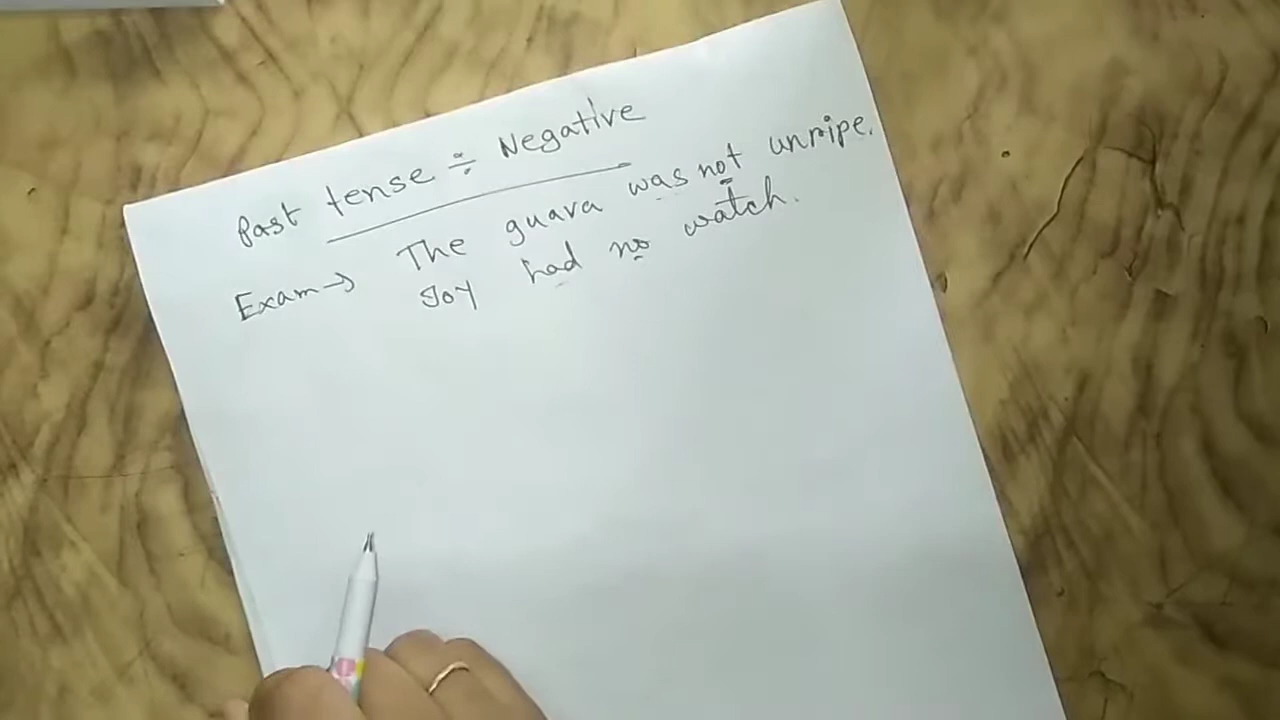 Past tense ÷ Negative
Exam → The guava was not unripe.
Joy had no watch.